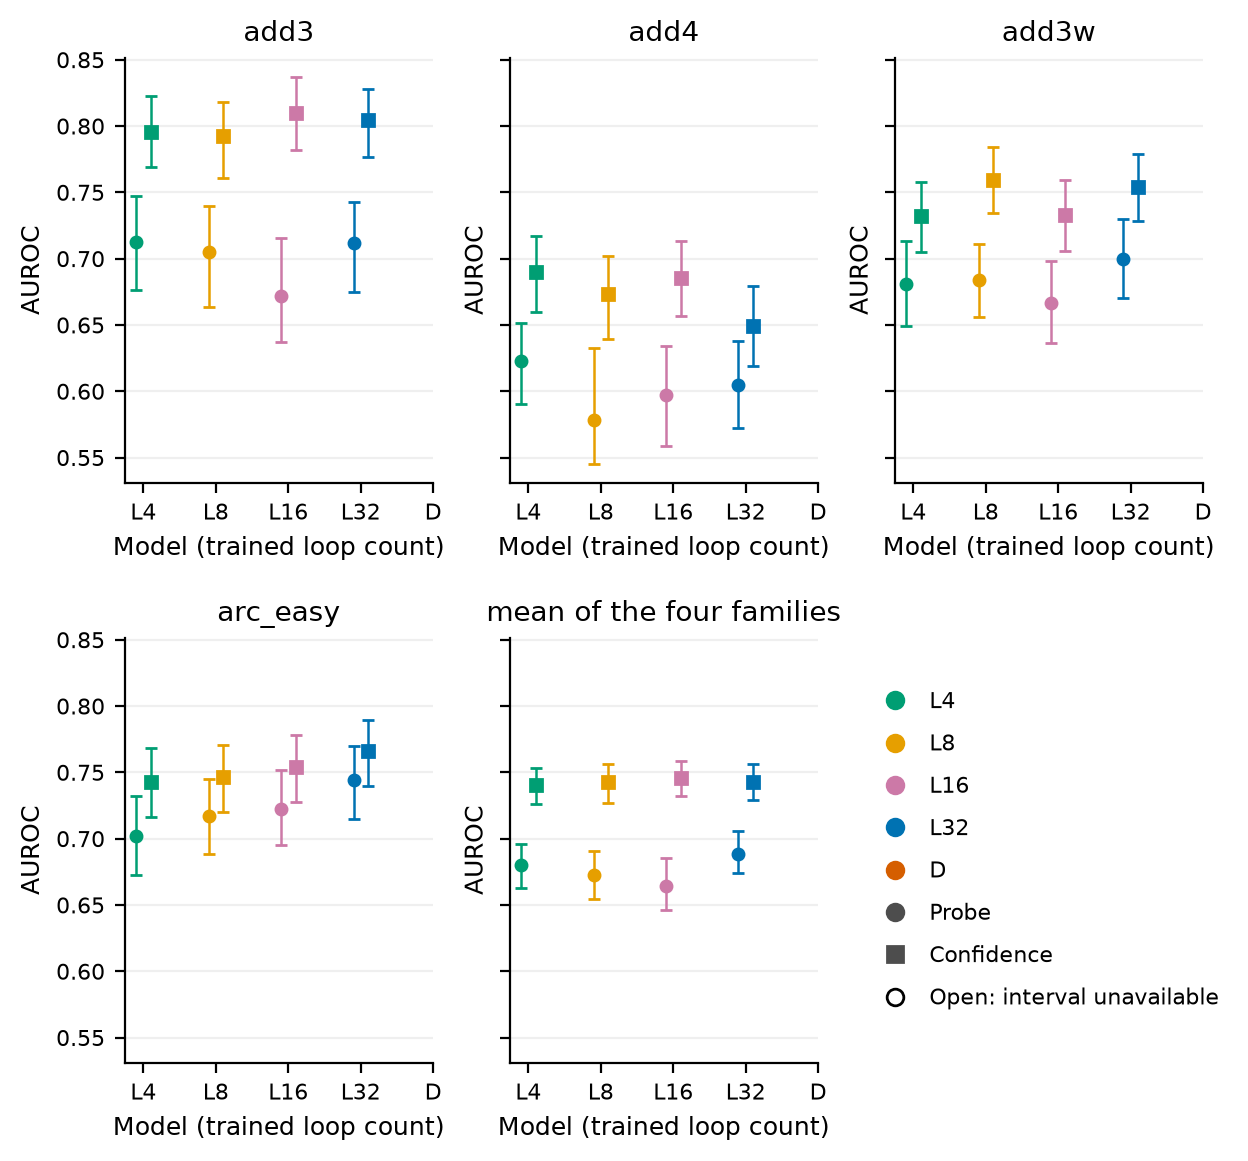 add3
add4
add3w
0.85
0.80
0.75
0.70
0.65
0.60
0.55
AUROC
AUROC
AUROC
L4 L8 L16 L32 D
L4 L8 L16 L32 D
L4 L8 L16 L32 D
Model (trained loop count)
Model (trained loop count)
Model (trained loop count)
arc_easy
mean of the four families
0.85
0.80
0.75
0.70
0.65
0.60
0.55
AUROC
AUROC
L4 L8 L16 L32 D
L4 L8 L16 L32 D
Model (trained loop count)
Model (trained loop count)
L4
L8
L16
L32
D
Probe
Confidence
Open: interval unavailable